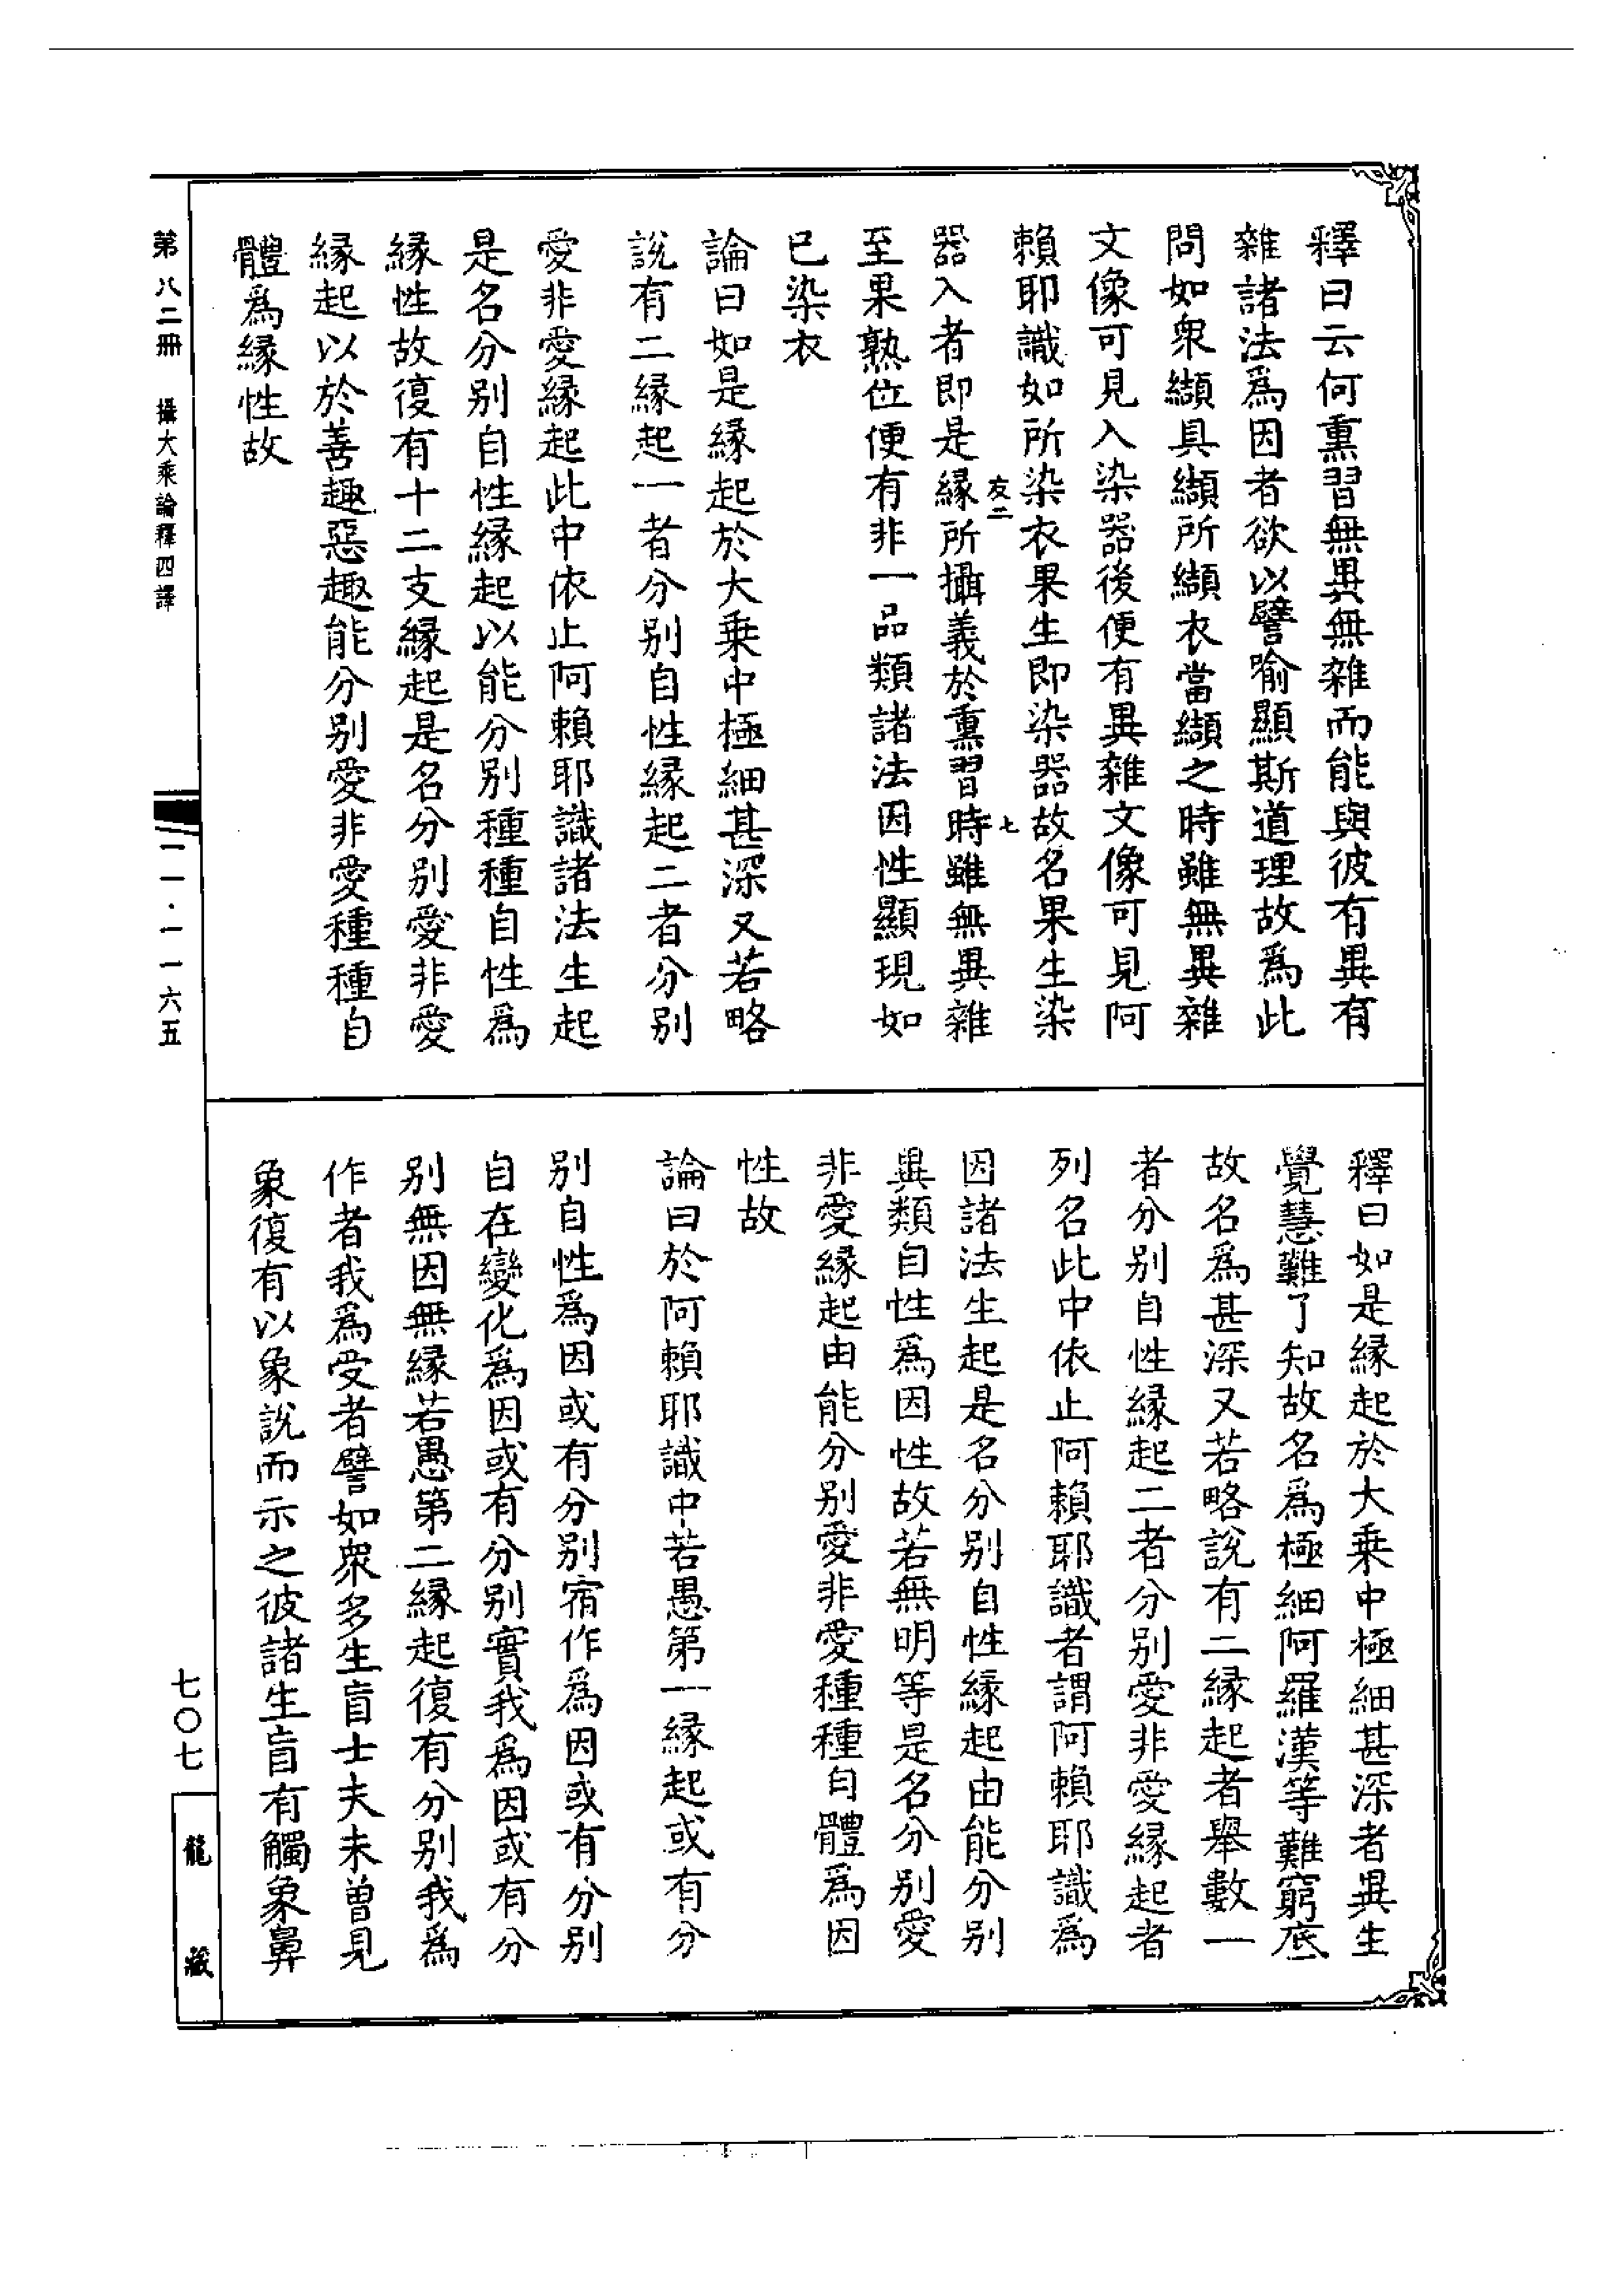 釋曰云何熏習無異無雜而能與彼有異有
雜諸法爲因者欲以譬喻顯斯道理故爲此
問如衆纈具纈所纈衣當纈之時雖無異雜
文像可見入染器後便有異雜文像可見阿
賴耶識如所染衣果生即染器故名果生染
友二
七
器入者即是緣所攝義於熏習時雖無異雜
至果熟位便有非一品類諸法因性顯現如
已染衣
論曰如是緣起於大乗中極細甚深又若略
說有二緣起一者分别自性緣起二者分别
愛非愛緣起此中依止阿賴耶識諸法生起
是名分别自性緣起以能分别種種自性爲
緣性故復有十二支緣起是名分别愛非愛
緣起以於善趣惡趣能分别愛非愛種種自
體爲緣性故
釋曰如是緣起於大乗中極細甚深者異生
覺慧難了知故名爲極細阿羅漢等難窮底
故名爲甚深又若略說有二緣起者舉數一
者分别自性緣起二者分别愛非愛緣起者
列名此中依止阿賴耶識者謂阿賴耶識爲
因諸法生起是名分别自性緣起由能分别
異類自性爲因性故若無明等是名分别愛
非愛緣起由能分别愛非愛種種自體爲因
性故
論曰於阿賴耶識中若愚第一緣起或有分
别自性爲因或有分别宿作爲因或有分别
自在變化爲因或有分别實我爲因或有分
别無因無緣若愚第二緣起復有分别我爲
作者我爲受者譬如衆多生盲士夫未曾見
象復有以象說而示之彼諸生盲有觸象鼻
第八二冊 攝大乘論釋四譯
一一·一一六五
七〇七
龍藏